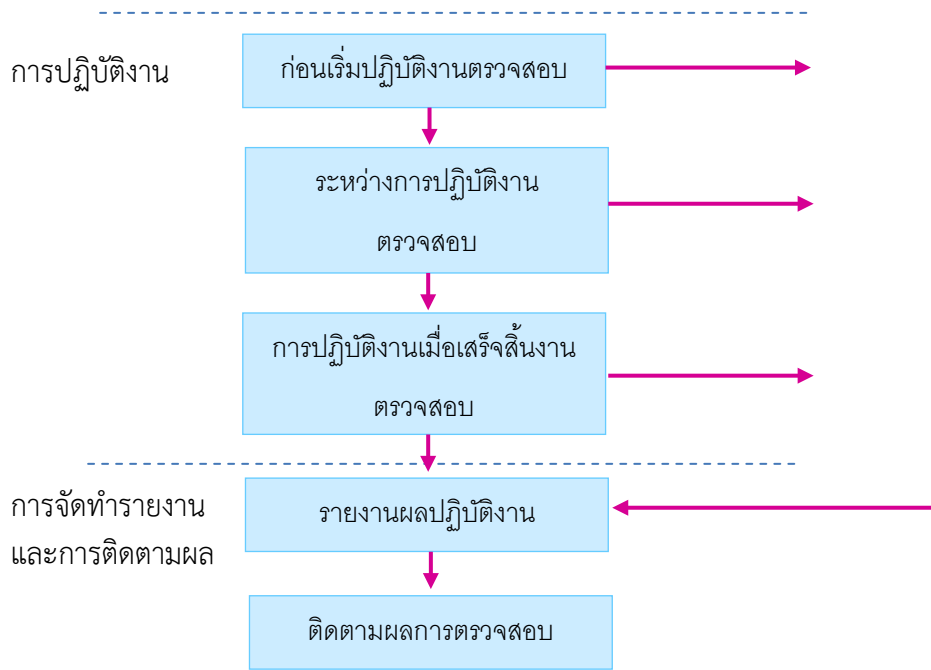 การปฏิบัติงาน
ก่อนเริ่มปฏิบัติงานตรวจสอบ
ระหว่างการปฏิบัติงาน
ตรวจสอบ
การปฏิบัติงานเมื่อเสร็จสิ้นงาน
ตรวจสอบ
การจัดทำรายงาน
และการติดตามผล
รายงานผลปฏิบัติงาน
ติดตามผลการตรวจสอบ